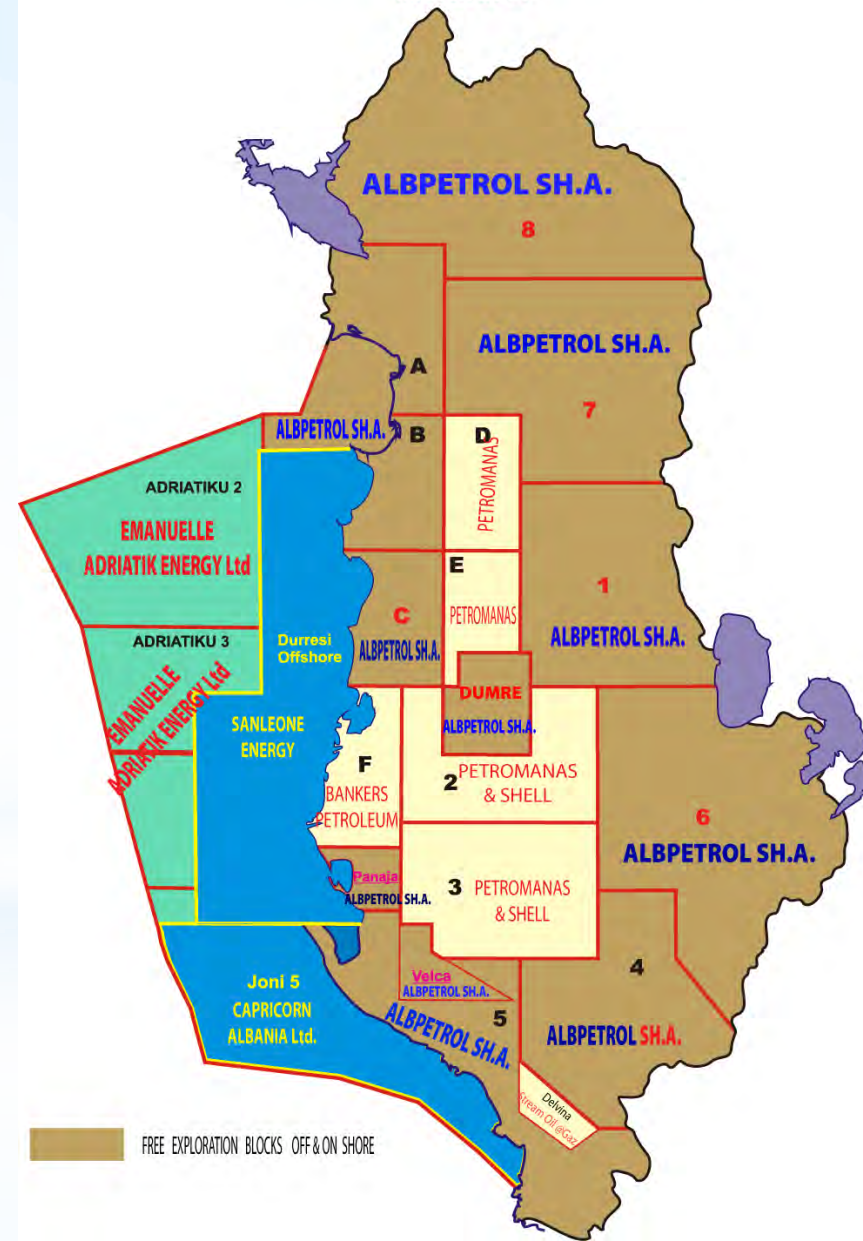 ALBPETROL SH.A.
8
ALBPETROL SH.A.
7
A
ALBPETROL SH.A.
B
D
PETROMANAS
ADRIATIKU 2
EMANUELLE
ADRIATIK ENERGY Ltd
E
PETROMANAS
1
ALBPETROL SH.A.
C
ALBPETROL SH.A.
ADRIATIKU 3
EMANUELLE
ADRIATIK ENERGY Ltd
Durresi
Offshore
SANLEONE
ENERGY
DUMRE
ALBPETROL SH.A.
F
BANKERS
PETROLEUM
2
PETROMANAS
& SHELL
6
ALBPETROL SH.A.
Panaja
ALBPETROL SH.A.
3
PETROMANAS
& SHELL
4
ALBPETROL SH.A.
Velca
ALBPETROL SH.A.
5
ALBPETROL SH.A.
Joni 5
CAPRICORN
ALBANIA Ltd.
Delvina
Stream Oil @Gaz
FREE EXPLORATION BLOCKS OFF & ON SHORE